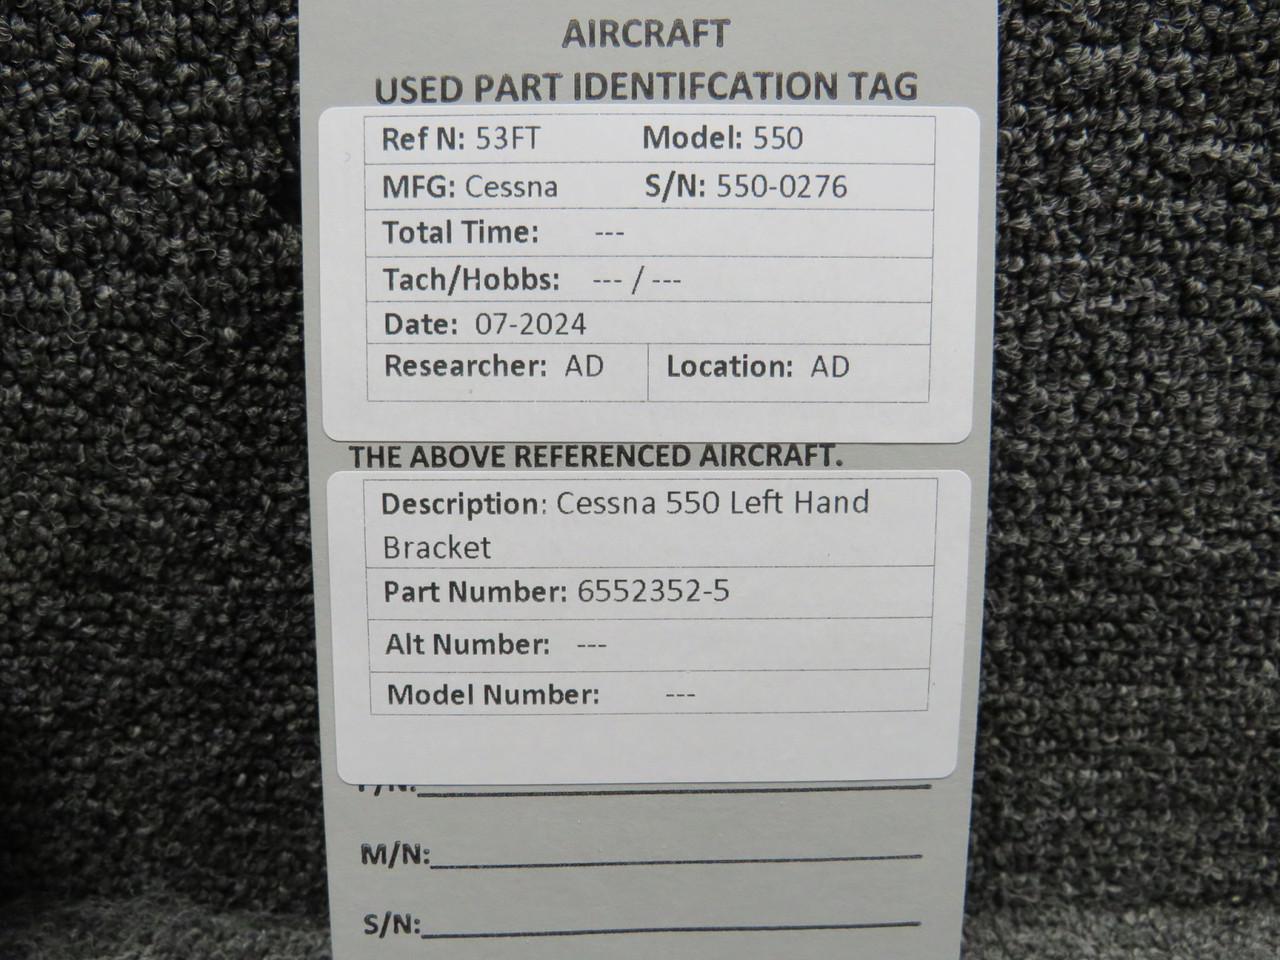 AIRCRAFT
USED PART IDENTIFCATION TAG
Ref N: 53FT Model: 550
MFG: Cessna S/N: 550-0276
Total Time: ---
Tach/Hobbs: --- / ---
Date: 07-2024
Researcher: AD Location: AD
THE ABOVE REFERENCED AIRCRAFT.
Description: Cessna 550 Left Hand
Bracket
Part Number: 6552352-5
Alt Number: ---
Model Number: ---
P/N:
M/N:
S/N: